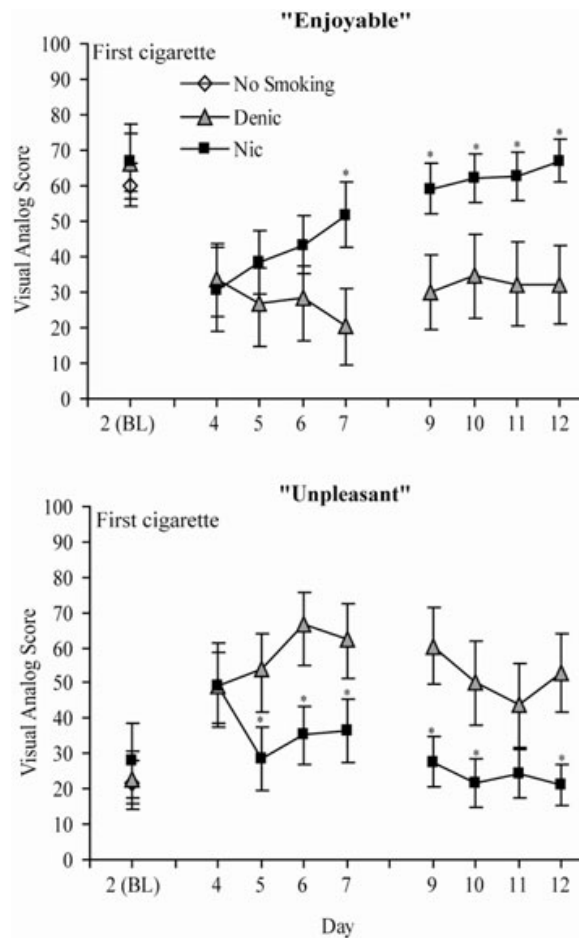 "Enjoyable"
First cigarette
No Smoking
Denic
Nic
Visual Analog Score
100
90
80
70
60
50
40
30
20
10
0
2 (BL) 4 5 6 7 9 10 11 12
* * * * *
"Unpleasant"
First cigarette
Visual Analog Score
100
90
80
70
60
50
40
30
20
10
0
* * * * * *
2 (BL) 4 5 6 7 9 10 11 12
Day